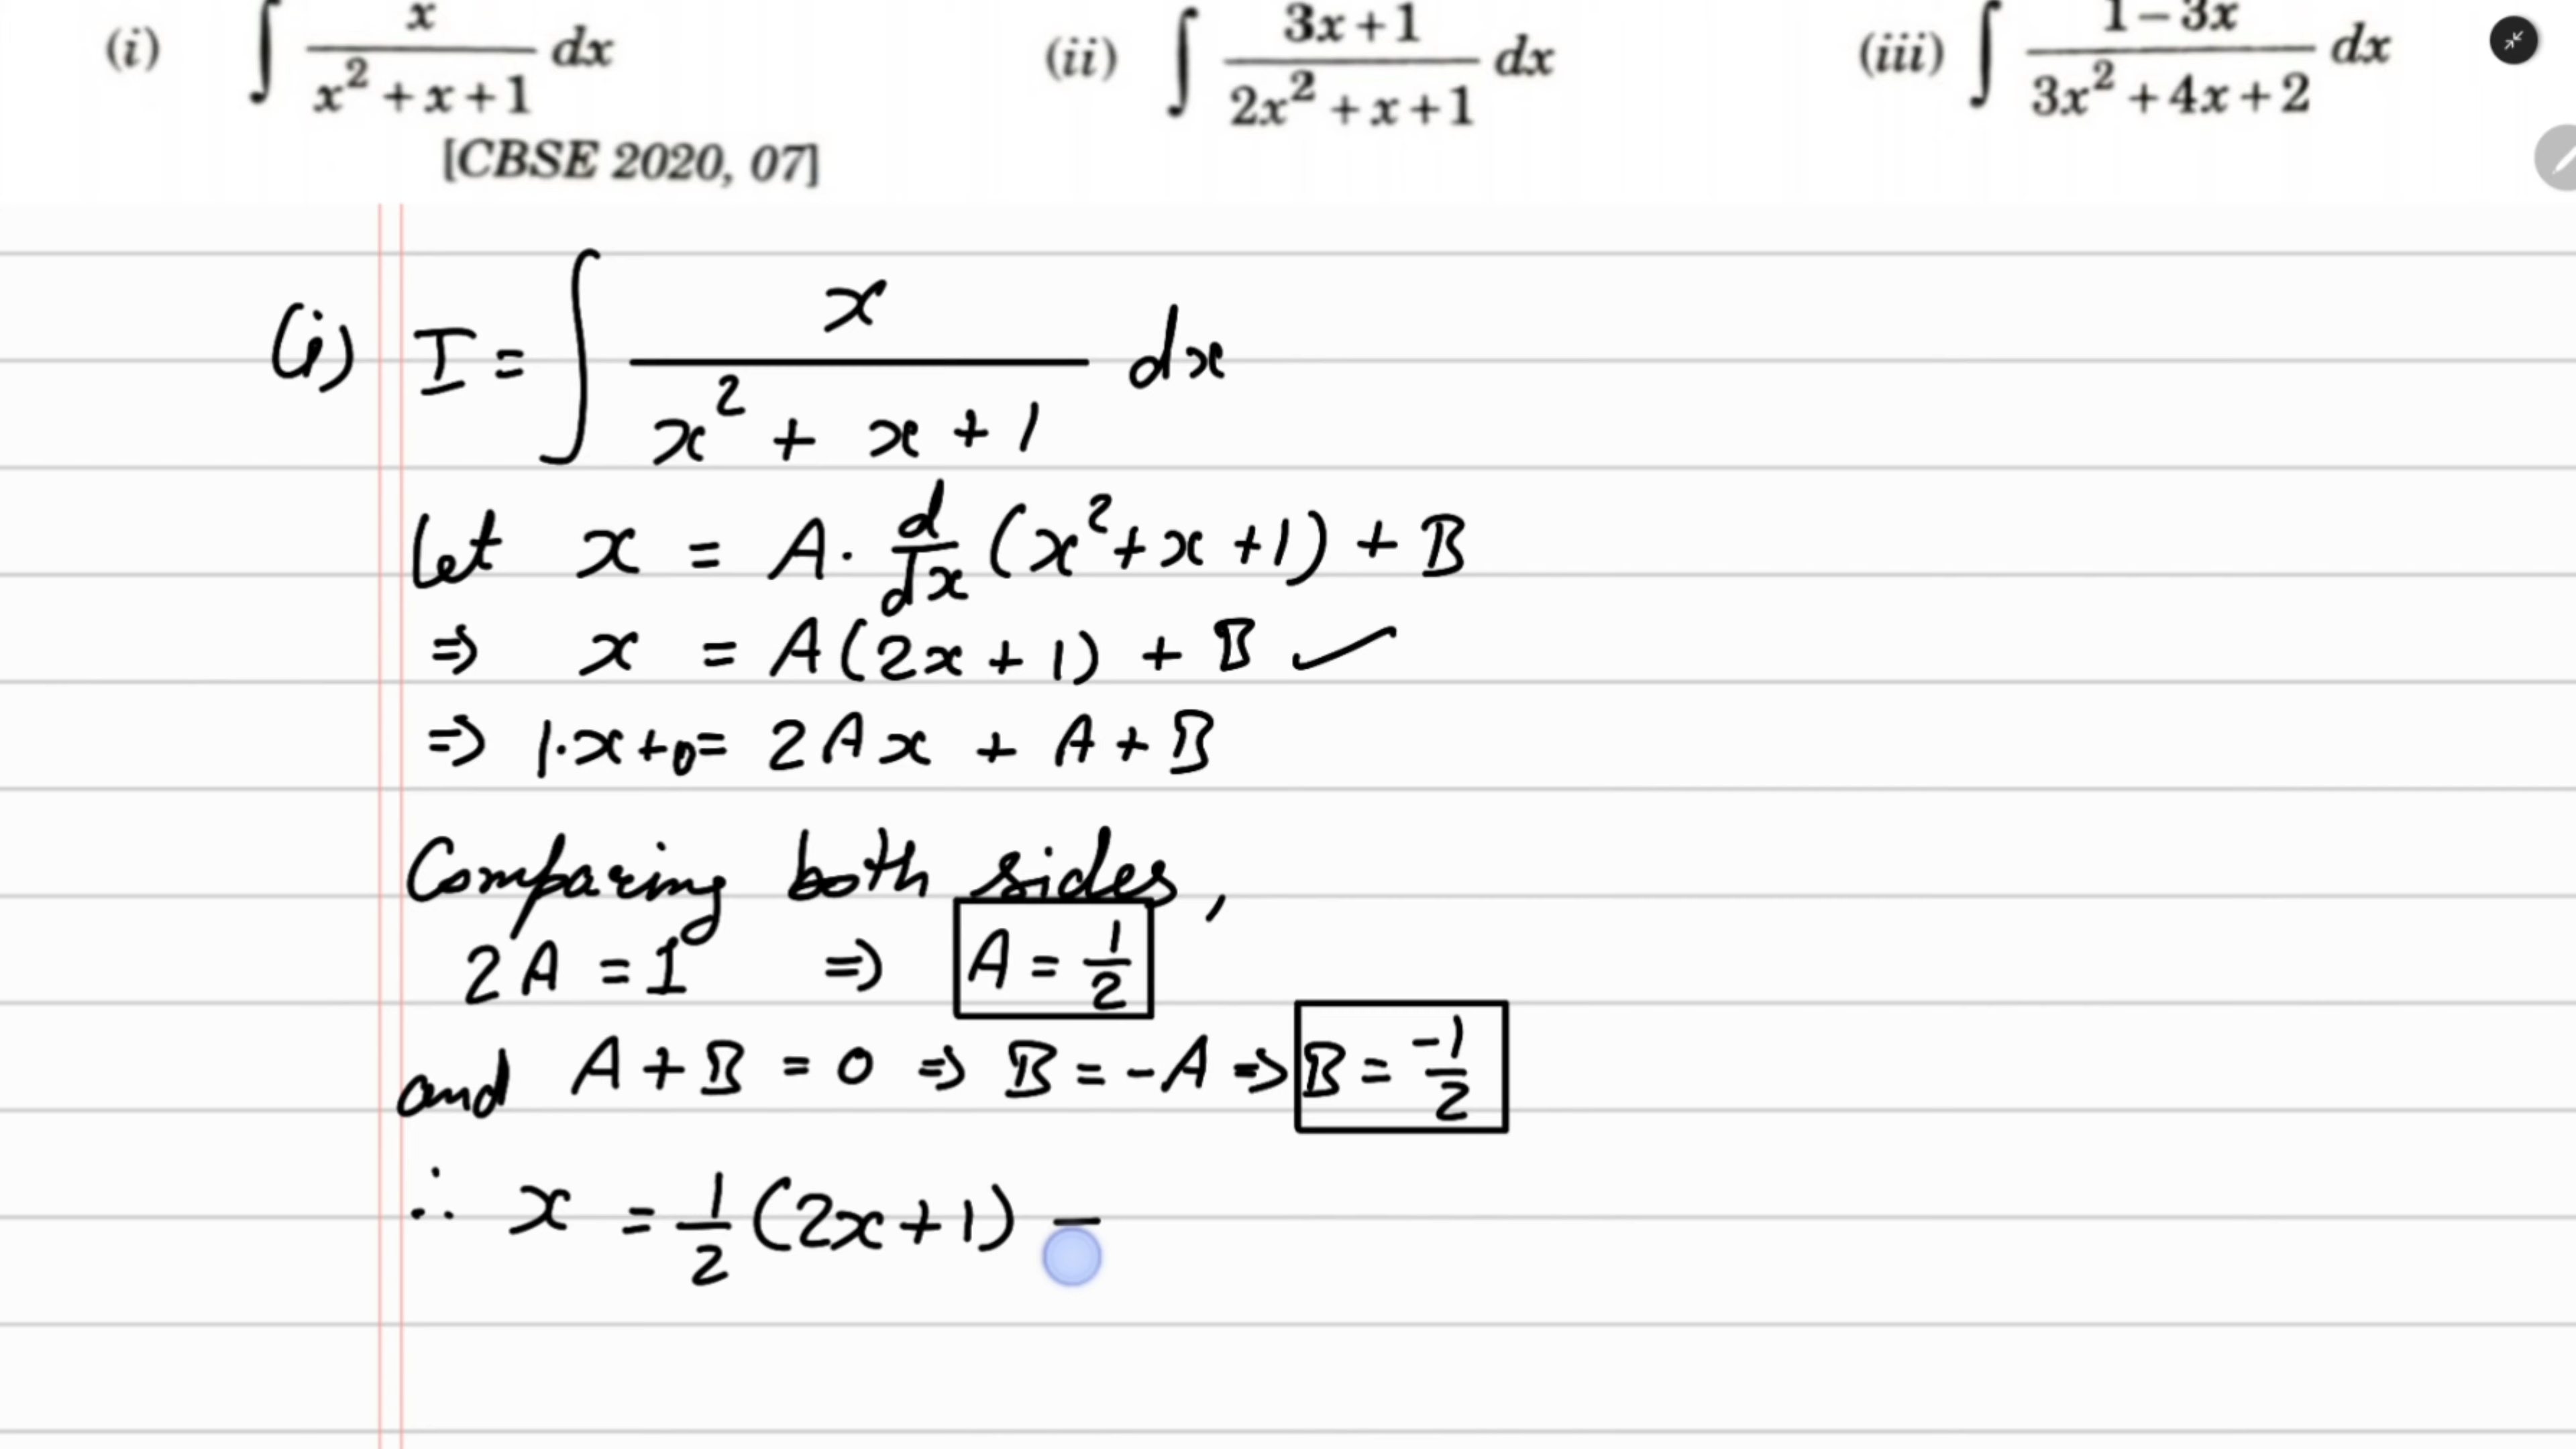 (i) ∫ x / (x² + x + 1) dx (ii) ∫ (3x + 1) / (2x² + x + 1) dx (iii) ∫ (1 − 3x) / (3x² + 4x + 2) dx
[CBSE 2020, 07]
(i) I = ∫ x / (x² + x + 1) dx
Let x = A · d/dx (x² + x + 1) + B
⇒ x = A(2x + 1) + B ✓
⇒ 1·x + 0 = 2Ax + A + B
Comparing both sides,
2A = 1 ⇒ A = 1/2
and A + B = 0 ⇒ B = -A ⇒ B = -1/2
∴ x = 1/2 (2x + 1) −